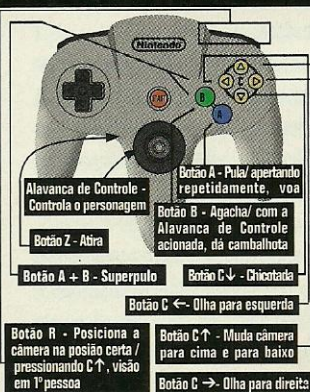 Nintendo
START
B
A
C
Alavanca de Controle -
Controla o personagem
Botão A - Pula/ apertando
repetidamente, voa
Botão B - Agacha/ com a
Alavanca de Controle
acionada, dá cambalhota
Botão Z - Atira
Botão A + B - Superpulo
Botão C↓ - Chicotada
Botão C ← - Olha para esquerda
Botão R - Posiciona a
câmera na posião certa /
pressionando C↑, visão
em 1ª pessoa
Botão C↑ - Muda câmera
para cima e para baixo
Botão C → - Olha para direita